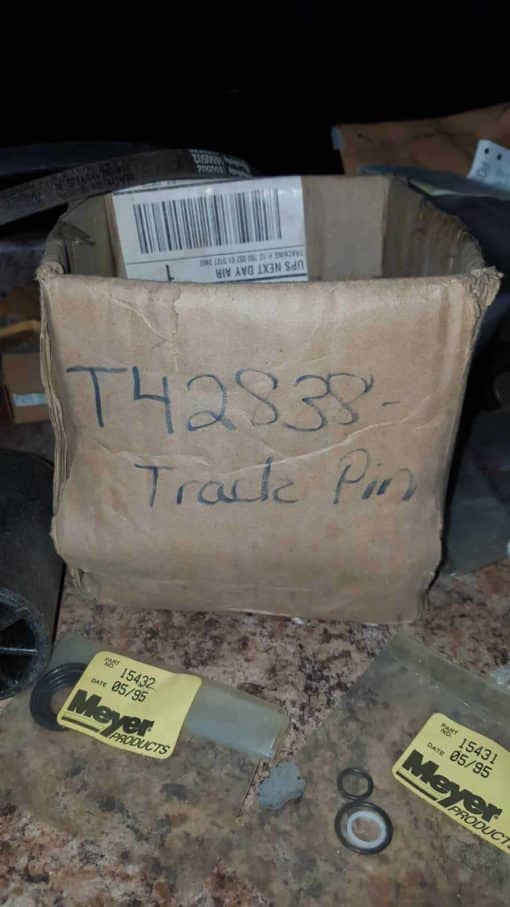 UPS NEXT DAY AIR
1
T42838-
Track Pin
PART NO. 15432
DATE 05/95
Meyer
PRODUCTS
PART NO. 15431
DATE 05/95
Meyer
PRODUCTS